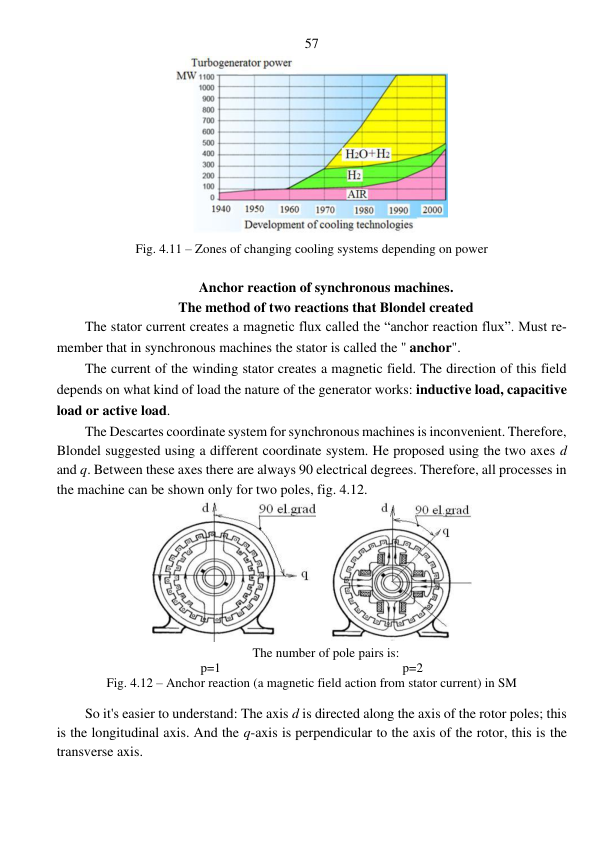 57
Turbogenerator power
MW 1100
1000
900
800
700
600
500
400
300
200
100
0
H2O+H2
H2
AIR
1940 1950 1960 1970 1980 1990 2000
Development of cooling technologies
Fig. 4.11 – Zones of changing cooling systems depending on power
Anchor reaction of synchronous machines.
The method of two reactions that Blondel created
The stator current creates a magnetic flux called the “anchor reaction flux”. Must re-
member that in synchronous machines the stator is called the " anchor".
The current of the winding stator creates a magnetic field. The direction of this field
depends on what kind of load the nature of the generator works: inductive load, capacitive
load or active load.
The Descartes coordinate system for synchronous machines is inconvenient. Therefore,
Blondel suggested using a different coordinate system. He proposed using the two axes d
and q. Between these axes there are always 90 electrical degrees. Therefore, all processes in
the machine can be shown only for two poles, fig. 4.12.
d 90 el.grad d 90 el.grad
q
q
The number of pole pairs is:
p=1 p=2
Fig. 4.12 – Anchor reaction (a magnetic field action from stator current) in SM
So it's easier to understand: The axis d is directed along the axis of the rotor poles; this
is the longitudinal axis. And the q-axis is perpendicular to the axis of the rotor, this is the
transverse axis.